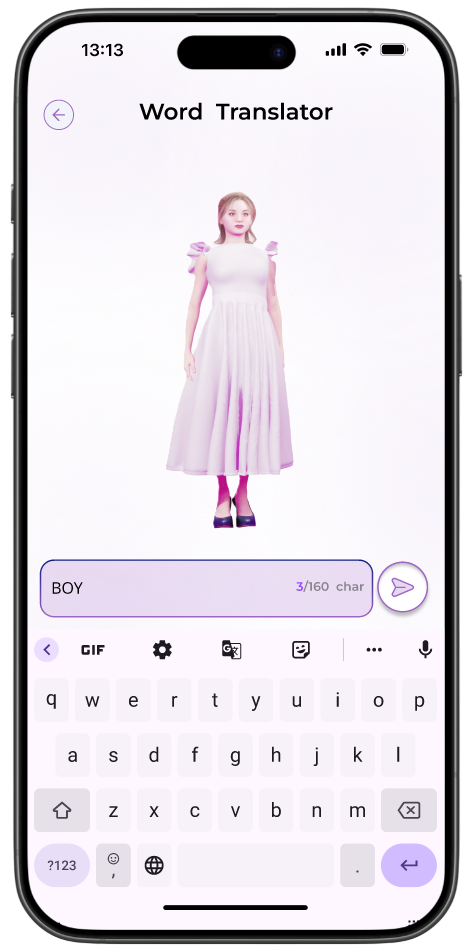 13:13
Word Translator
BOY 3/160 char
GIF
q w e r t y u i o p
a s d f g h j k l
z x c v b n m
?123 , .